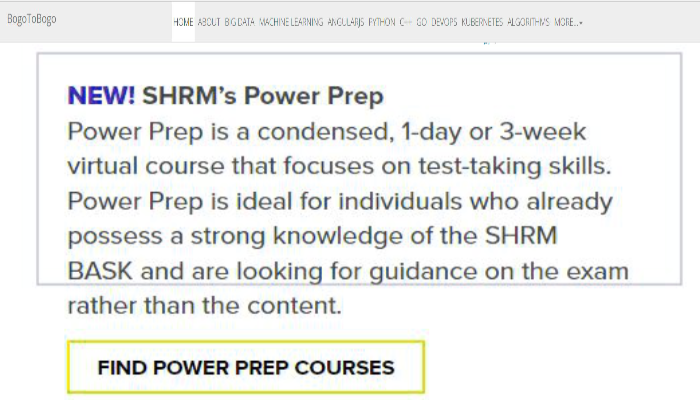 BogoToBogo
HOME ABOUT BIGDATA MACHINE LEARNING ANGULARJS PYTHON C++ GO DEVOPS KUBERNETES ALGORITHMS MORE...
NEW! SHRM’s Power Prep
Power Prep is a condensed, 1-day or 3-week
virtual course that focuses on test-taking skills.
Power Prep is ideal for individuals who already
possess a strong knowledge of the SHRM
BASK and are looking for guidance on the exam
rather than the content.
FIND POWER PREP COURSES